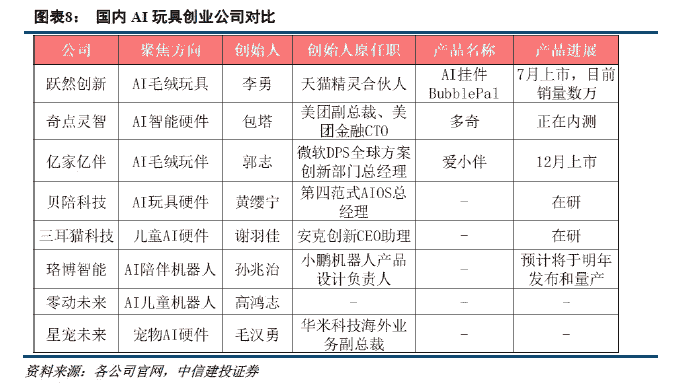 图表8： 国内 AI 玩具创业公司对比
公司 聚焦方向 创始人 创始人原任职 产品名称 产品进展
跃然创新 AI毛绒玩具 李勇 天猫精灵合伙人 AI挂件 BubblePal 7月上市，目前销量数万
奇点灵智 AI智能硬件 包塔 美团副总裁、美团金融CTO 多奇 正在内测
亿家亿伴 AI毛绒玩伴 郭志 微软DPS全球方案创新部门总经理 爱小伴 12月上市
贝陪科技 AI玩具硬件 黄缨宁 第四范式AIOS总经理 - 在研
三耳猫科技 儿童AI硬件 谢羽佳 安克创新CEO助理 - 在研
珞博智能 AI陪伴机器人 孙兆治 小鹏机器人产品设计负责人 - 预计将于明年发布和量产
零动未来 AI儿童机器人 高鸿志 - - -
星宠未来 宠物AI硬件 毛汉勇 华米科技海外业务副总裁 - -
资料来源：各公司官网，中信建投证券